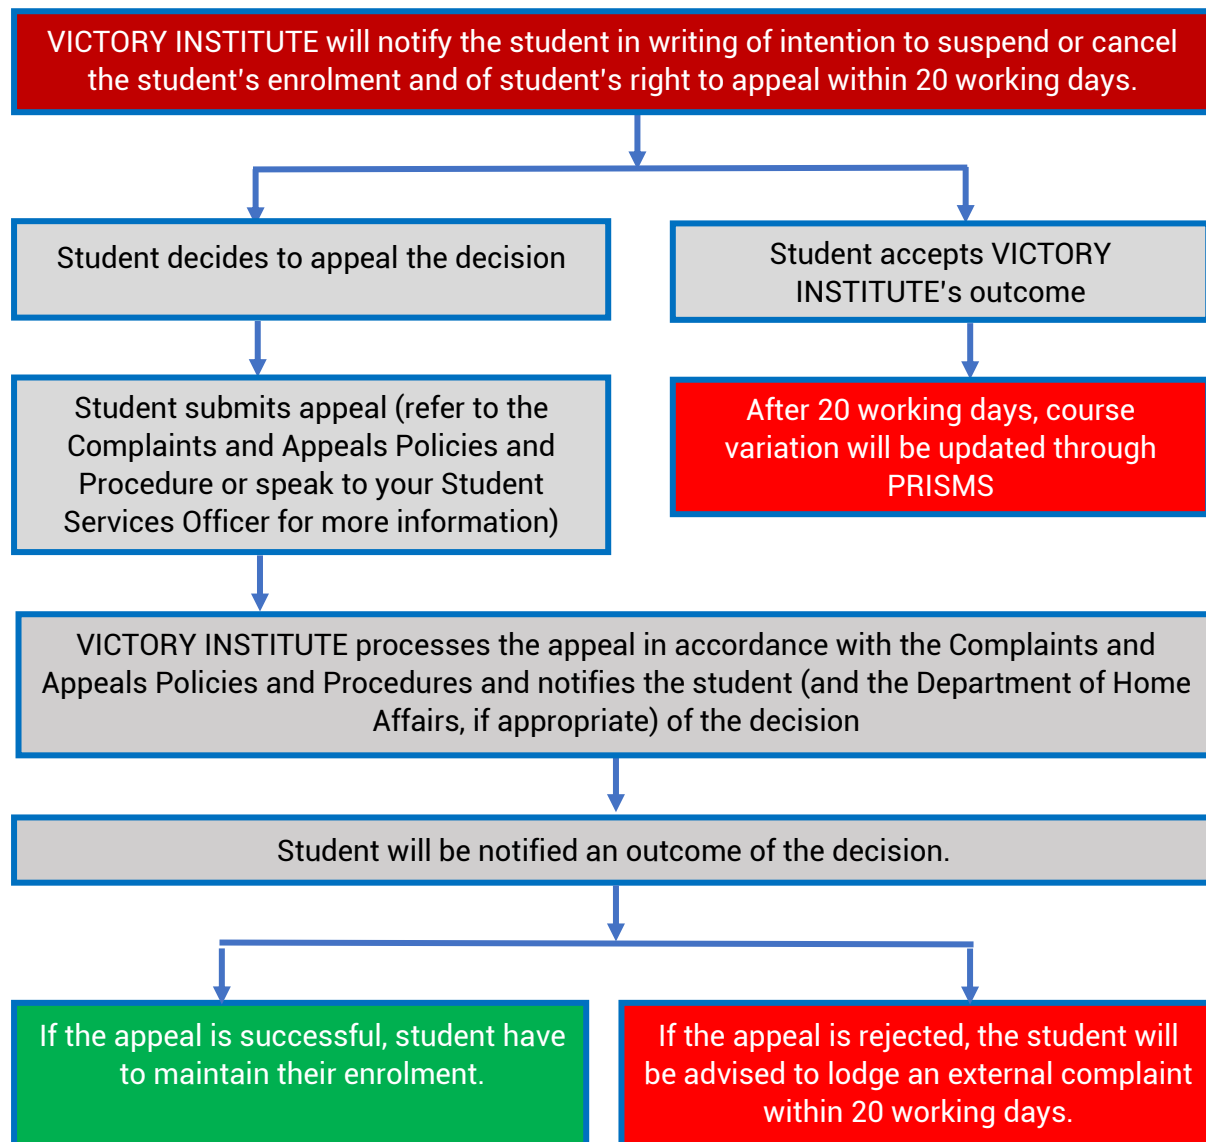 VICTORY INSTITUTE will notify the student in writing of intention to suspend or cancel
the student's enrolment and of student's right to appeal within 20 working days.
Student decides to appeal the decision
Student accepts VICTORY
INSTITUTE's outcome
Student submits appeal (refer to the
Complaints and Appeals Policies and
Procedure or speak to your Student
Services Officer for more information)
After 20 working days, course
variation will be updated through
PRISMS
VICTORY INSTITUTE processes the appeal in accordance with the Complaints and
Appeals Policies and Procedures and notifies the student (and the Department of Home
Affairs, if appropriate) of the decision
Student will be notified an outcome of the decision.
If the appeal is successful, student have
to maintain their enrolment.
If the appeal is rejected, the student will
be advised to lodge an external complaint
within 20 working days.